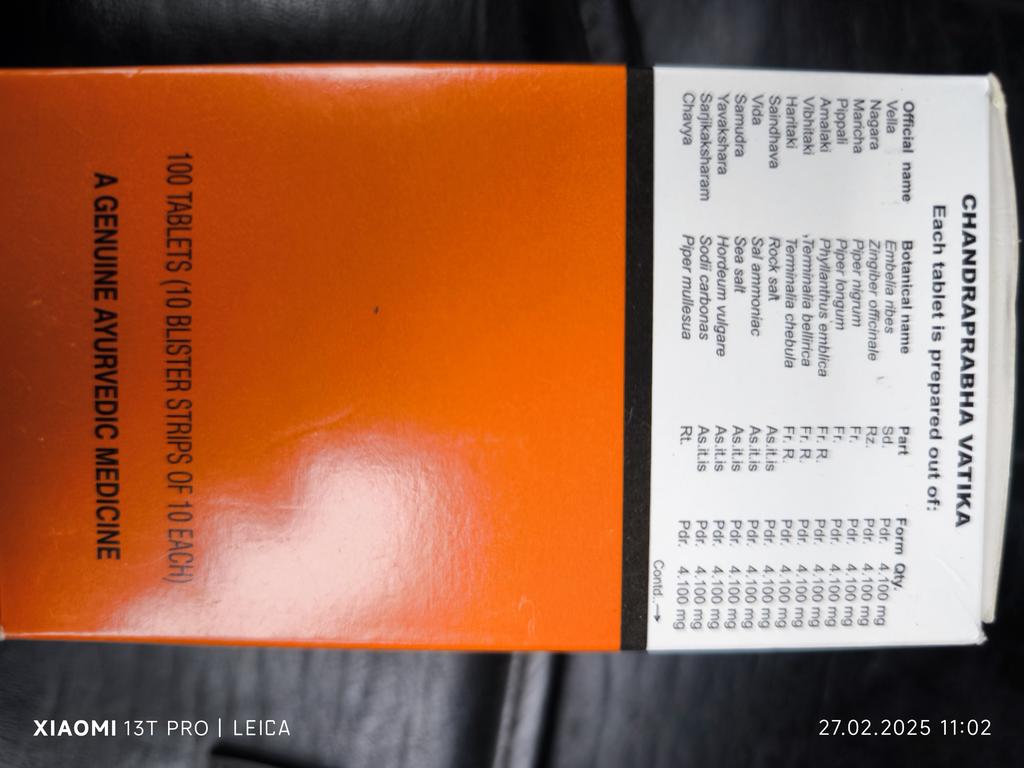 CHANDRAPRABHA VATIKA
Each tablet is prepared out of:
Official name Botanical name Part Form Qty.
Vella Embelia ribes Sd. Pdr. 4.100 mg
Nagara Zingiber officinale Rz. Pdr. 4.100 mg
Maricha Piper nigrum Fr. Pdr. 4.100 mg
Pippali Piper longum Fr. Pdr. 4.100 mg
Amalaki Phyllanthus emblica Fr. R. Pdr. 4.100 mg
Vibhitaki Terminalia bellirica Fr. R. Pdr. 4.100 mg
Haritaki Terminalia chebula Fr. R. Pdr. 4.100 mg
Saindhava Rock salt As.it.is Pdr. 4.100 mg
Vida Sal ammoniac As.it.is Pdr. 4.100 mg
Samudra Sea salt As.it.is Pdr. 4.100 mg
Yavakshara Hordeum vulgare As.it.is Pdr. 4.100 mg
Sarjikaksharam Sodii carbonas As.it.is Pdr. 4.100 mg
Chavya Piper mullesua Rt. Pdr. 4.100 mg
Contd..→
100 TABLETS (10 BLISTER STRIPS OF 10 EACH)
A GENUINE AYURVEDIC MEDICINE
XIAOMI 13T PRO | LEICA
27.02.2025 11:02